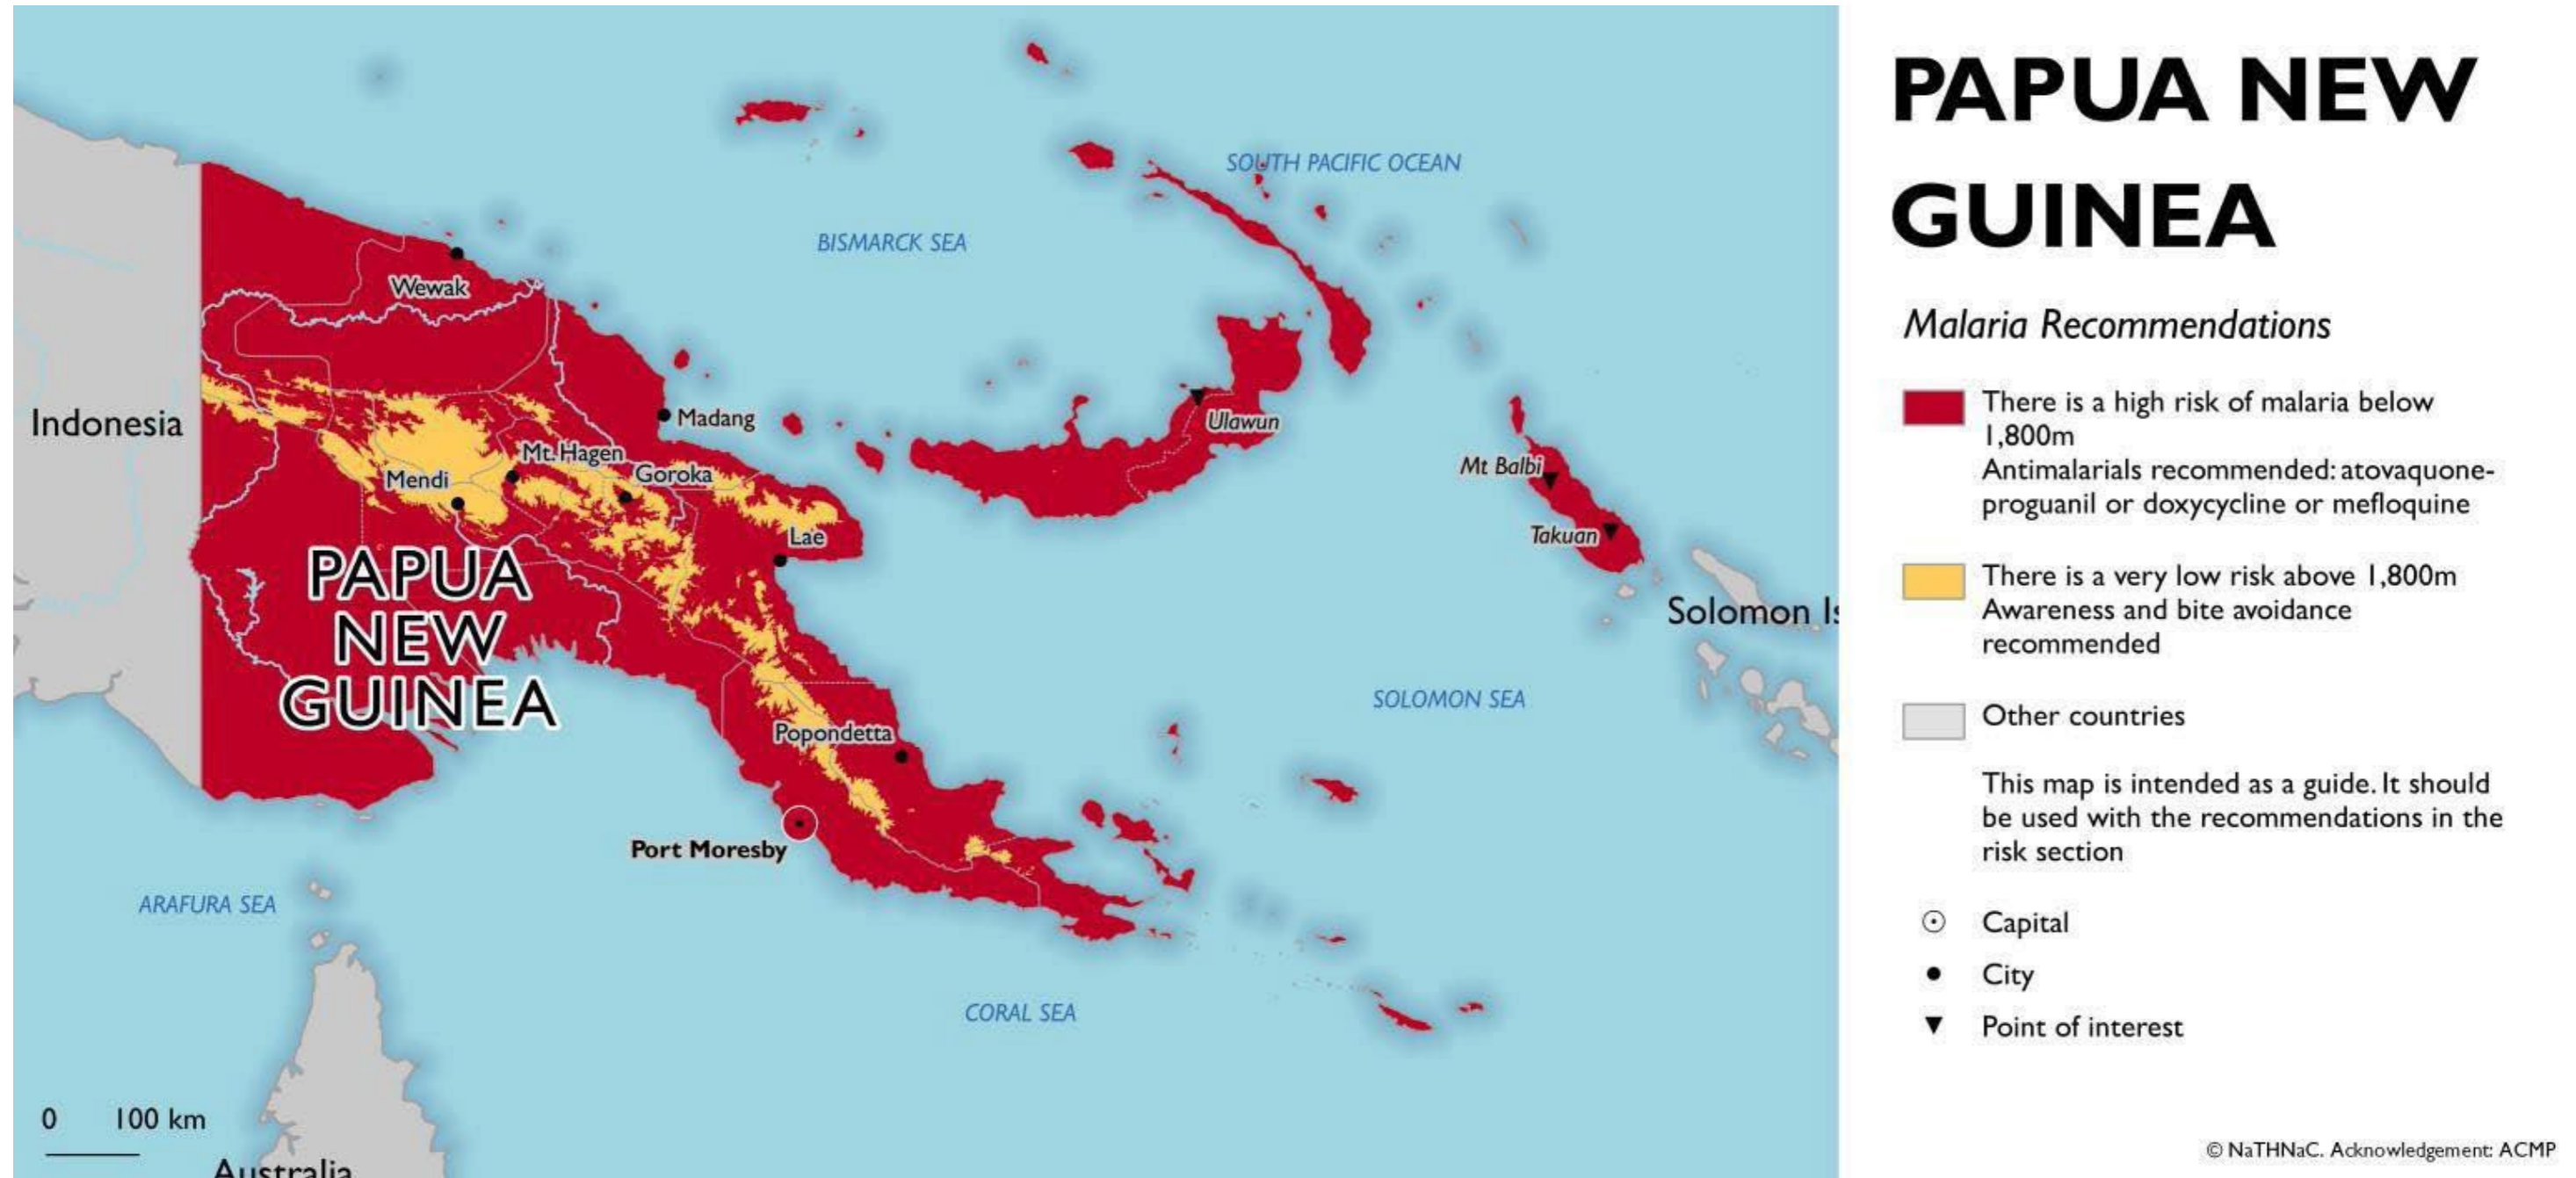 PAPUA NEW
GUINEA
Malaria Recommendations
There is a high risk of malaria below
1,800m
Antimalarials recommended: atovaquone-
proguanil or doxycycline or mefloquine
There is a very low risk above 1,800m
Awareness and bite avoidance
recommended
Other countries
This map is intended as a guide. It should
be used with the recommendations in the
risk section
Capital
City
Point of interest
© NaTHNaC. Acknowledgement: ACMP
SOUTH PACIFIC OCEAN
BISMARCK SEA
Wewak
Indonesia
Madang
Ulawun
Mt. Hagen
Goroka
Mendi
Mt Balbi
Takuan
Lae
PAPUA
NEW
GUINEA
Solomon Is
SOLOMON SEA
Popondetta
Port Moresby
ARAFURA SEA
CORAL SEA
0 100 km
Australia